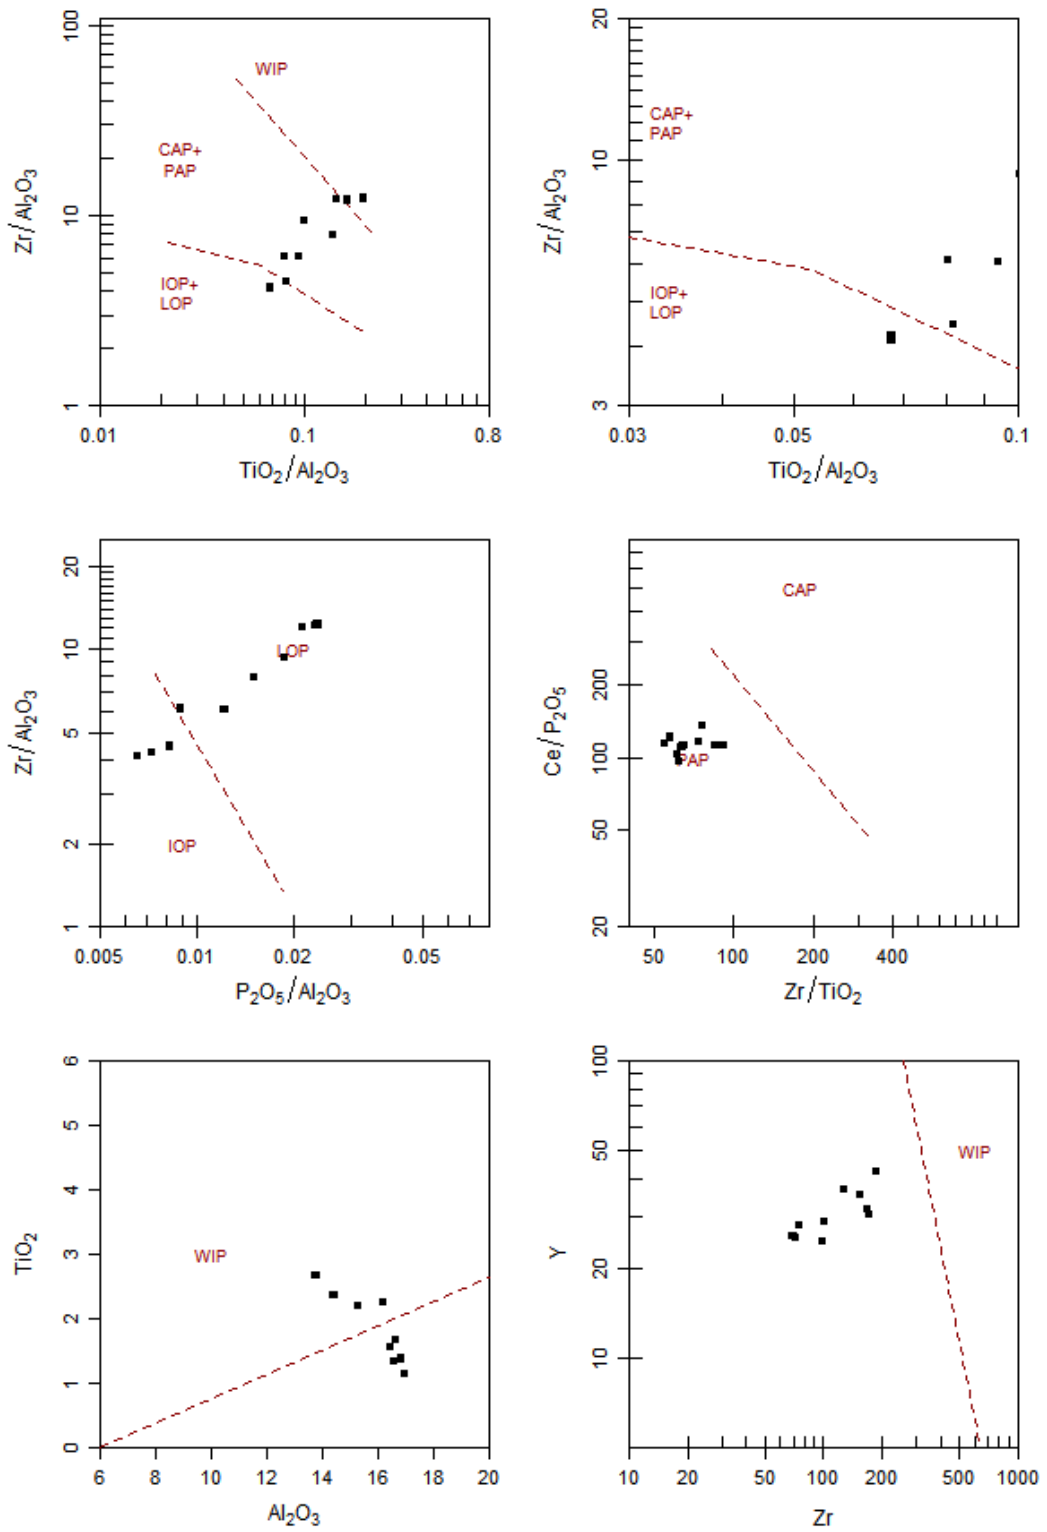 100
10
1
Zr/Al₂O₃
WIP
CAP+
PAP
IOP+
LOP
0.01
0.1
0.8
TiO₂/Al₂O₃
20
10
3
Zr/Al₂O₃
CAP+
PAP
IOP+
LOP
0.03
0.05
0.1
TiO₂/Al₂O₃
20
10
5
2
1
Zr/Al₂O₃
LOP
IOP
0.005
0.01
0.02
0.05
P₂O₅/Al₂O₃
200
100
50
20
Ce/P₂O₅
CAP
PAP
50
100
200
400
Zr/TiO₂
6
5
4
3
2
1
0
TiO₂
WIP
6
8
10
12
14
16
18
20
Al₂O₃
100
50
20
10
Y
WIP
10
20
50
100
200
500
1000
Zr